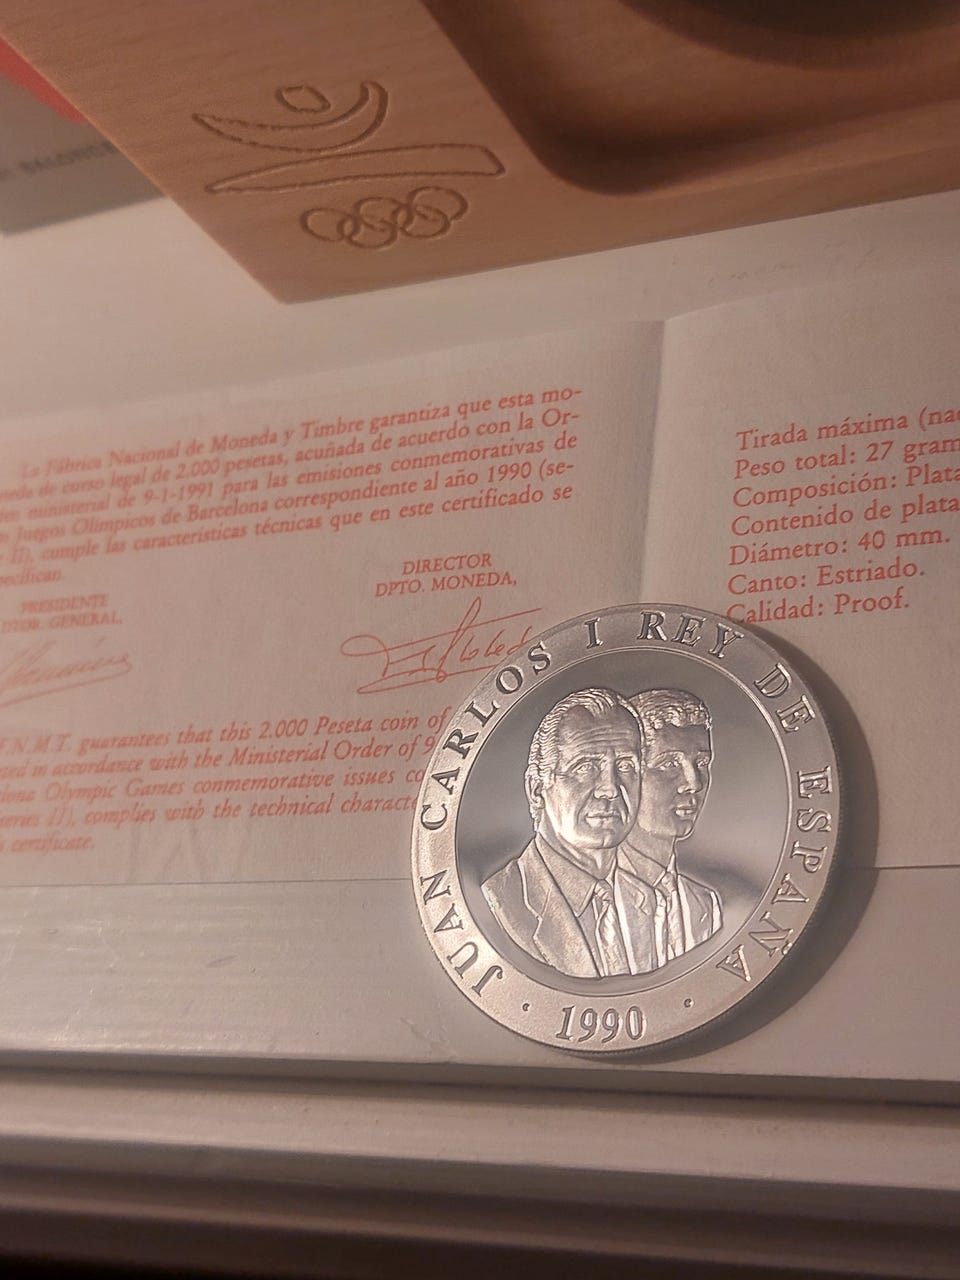 La Fábrica Nacional de Moneda y Timbre garantiza que esta mo-
neda de curso legal de 2.000 pesetas, acuñada de acuerdo con la Or-
ministerial de 9-1-1991 para las emisiones conmemorativas de
Juegos Olímpicos de Barcelona correspondiente al año 1990 (se-
II), cumple las características técnicas que en este certificado se
PRESIDENTE
GENERAL,
DIRECTOR
DPTO. MONEDA,
F.N.M.T. guarantees that this 2.000 Peseta coin of
in accordance with the Ministerial Order of 9
Olympic Games commemorative issues
II), complies with the technical
certificate.
Tirada máxima
Peso total: 27
Composición: Plata
Contenido de plata
Diámetro: 40 mm.
Canto: Estriado.
Calidad: Proof.
JUAN CARLOS I REY DE ESPAÑA
· 1990 ·